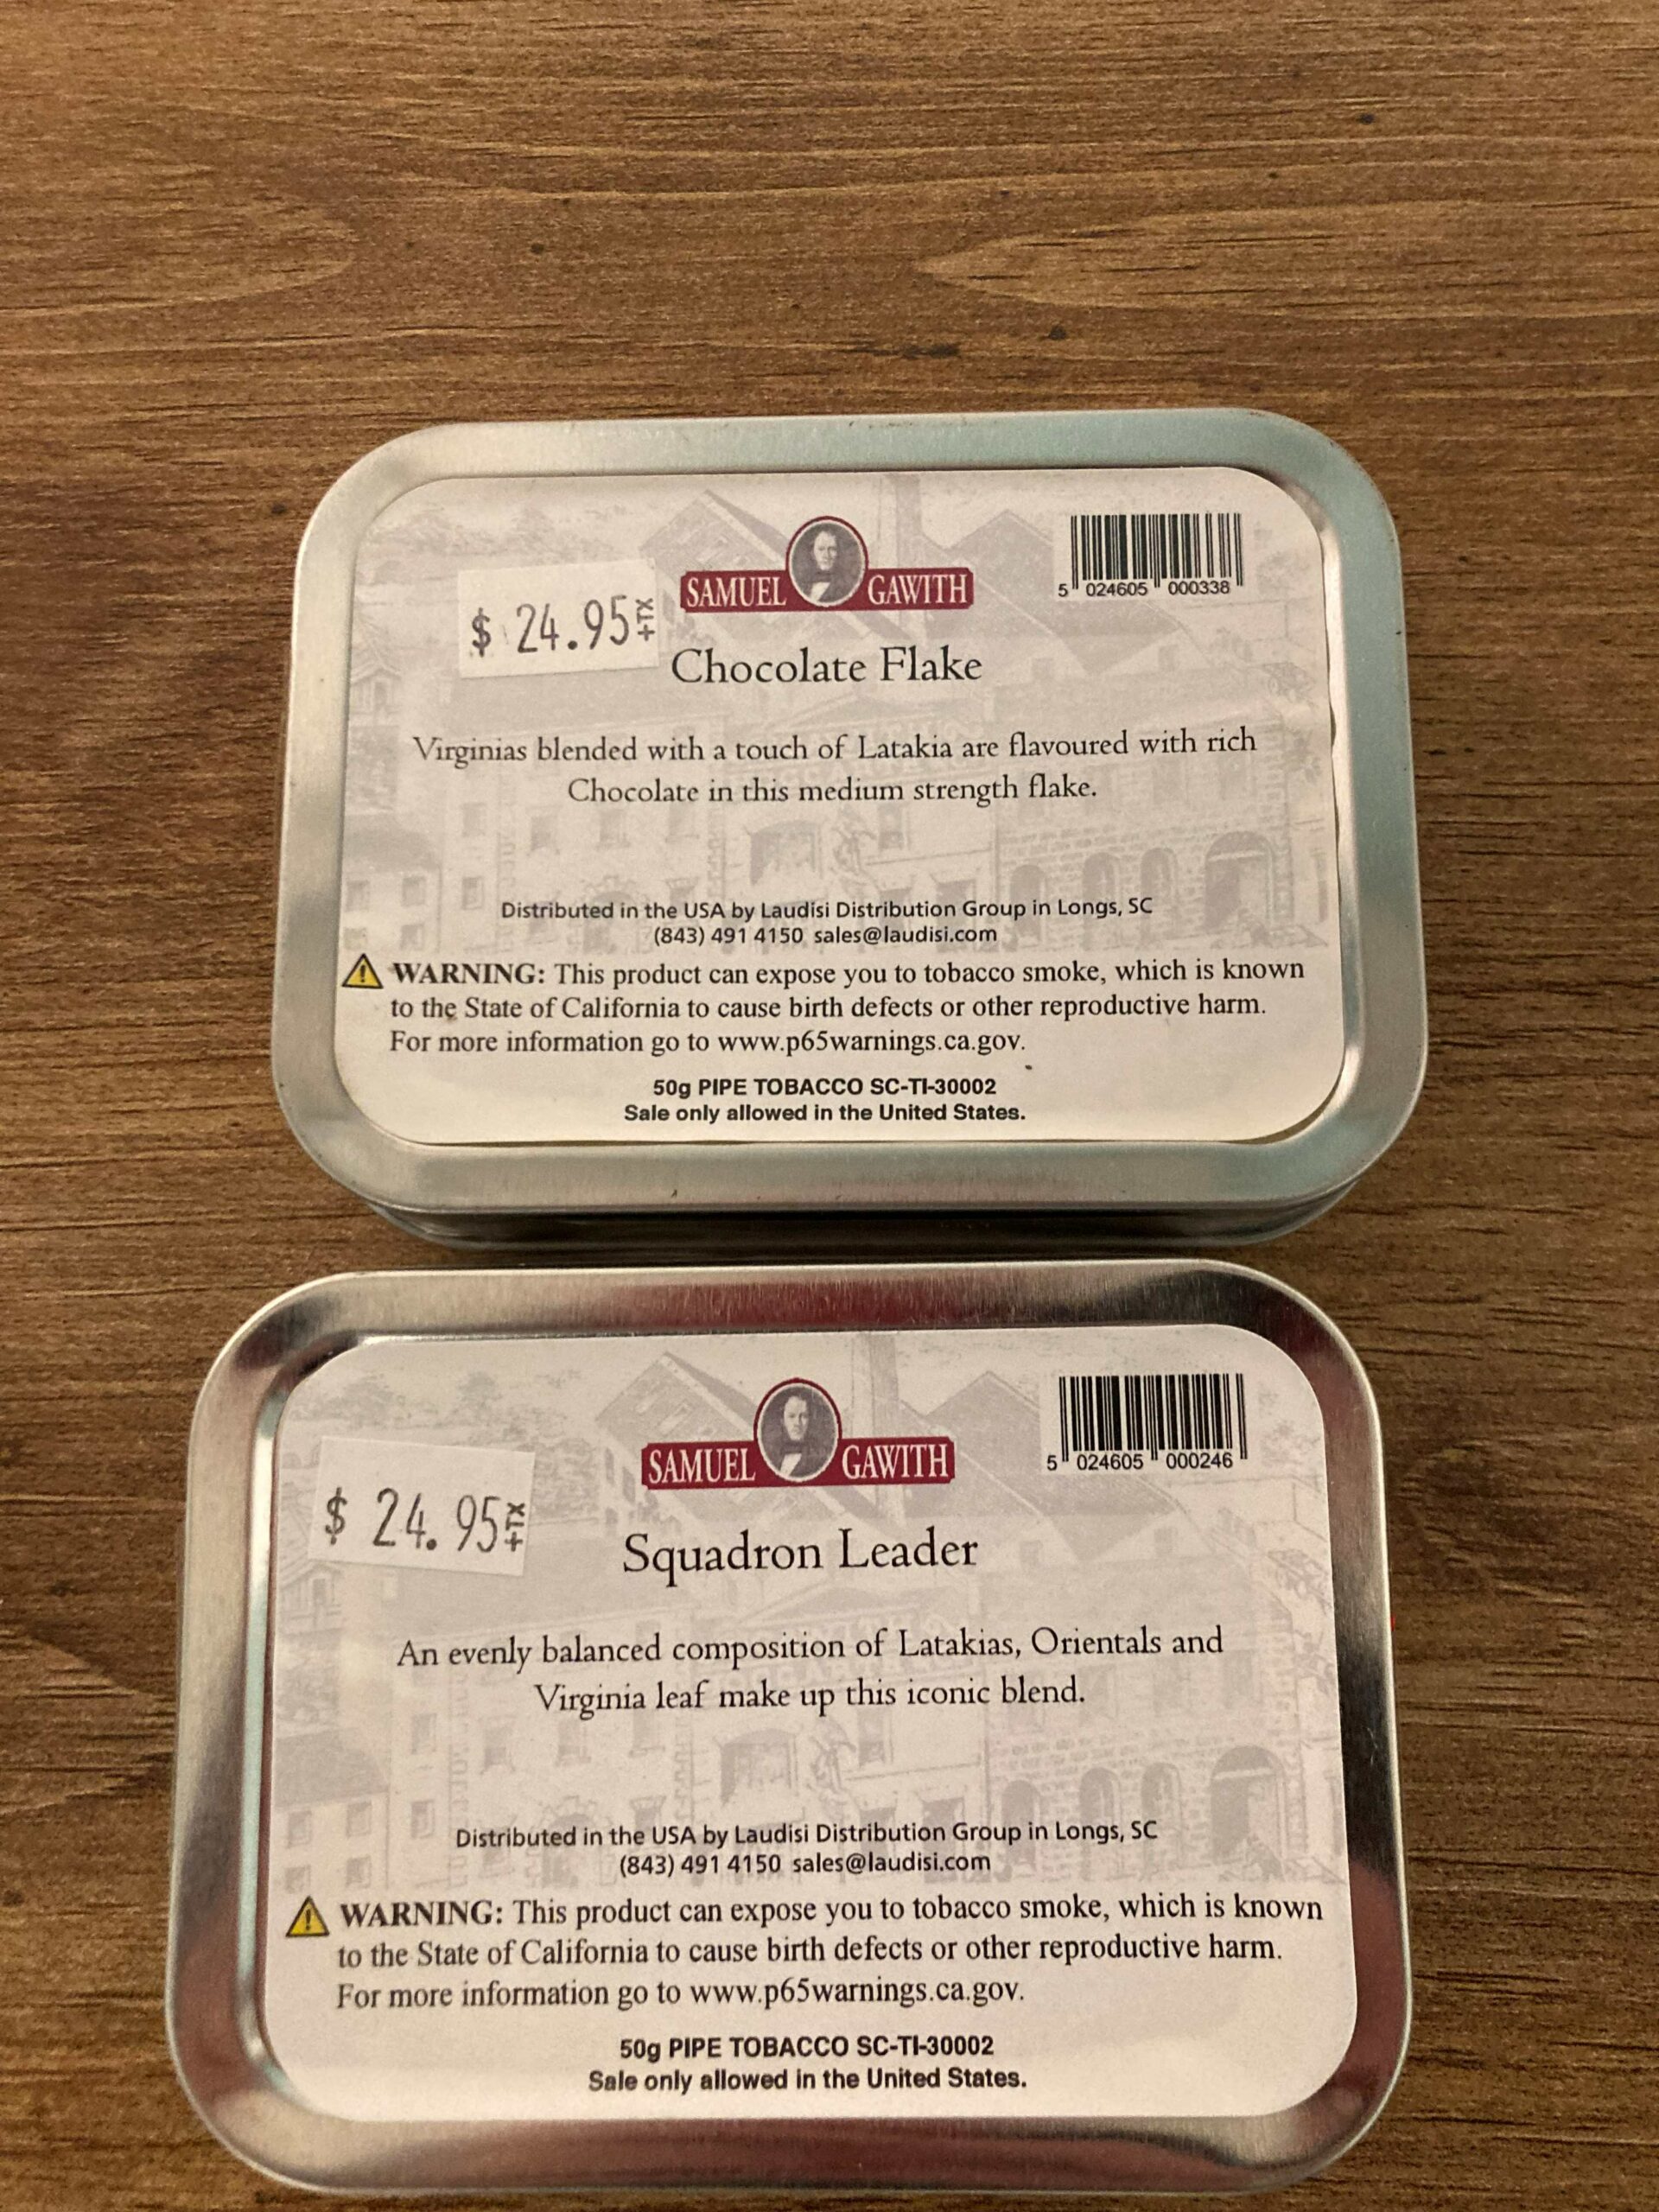 $ 24.95 +TX
SAMUEL GAWITH
5 024605 000338
Chocolate Flake
Virginias blended with a touch of Latakia are flavoured with rich
Chocolate in this medium strength flake.
Distributed in the USA by Laudisi Distribution Group in Longs, SC
(843) 491 4150 sales@laudisi.com
WARNING: This product can expose you to tobacco smoke, which is known
to the State of California to cause birth defects or other reproductive harm.
For more information go to www.p65warnings.ca.gov.
50g PIPE TOBACCO SC-TI-30002
Sale only allowed in the United States.
$ 24.95 +TX
SAMUEL GAWITH
5 024605 000246
Squadron Leader
An evenly balanced composition of Latakias, Orientals and
Virginia leaf make up this iconic blend.
Distributed in the USA by Laudisi Distribution Group in Longs, SC
(843) 491 4150 sales@laudisi.com
WARNING: This product can expose you to tobacco smoke, which is known
to the State of California to cause birth defects or other reproductive harm.
For more information go to www.p65warnings.ca.gov.
50g PIPE TOBACCO SC-TI-30002
Sale only allowed in the United States.